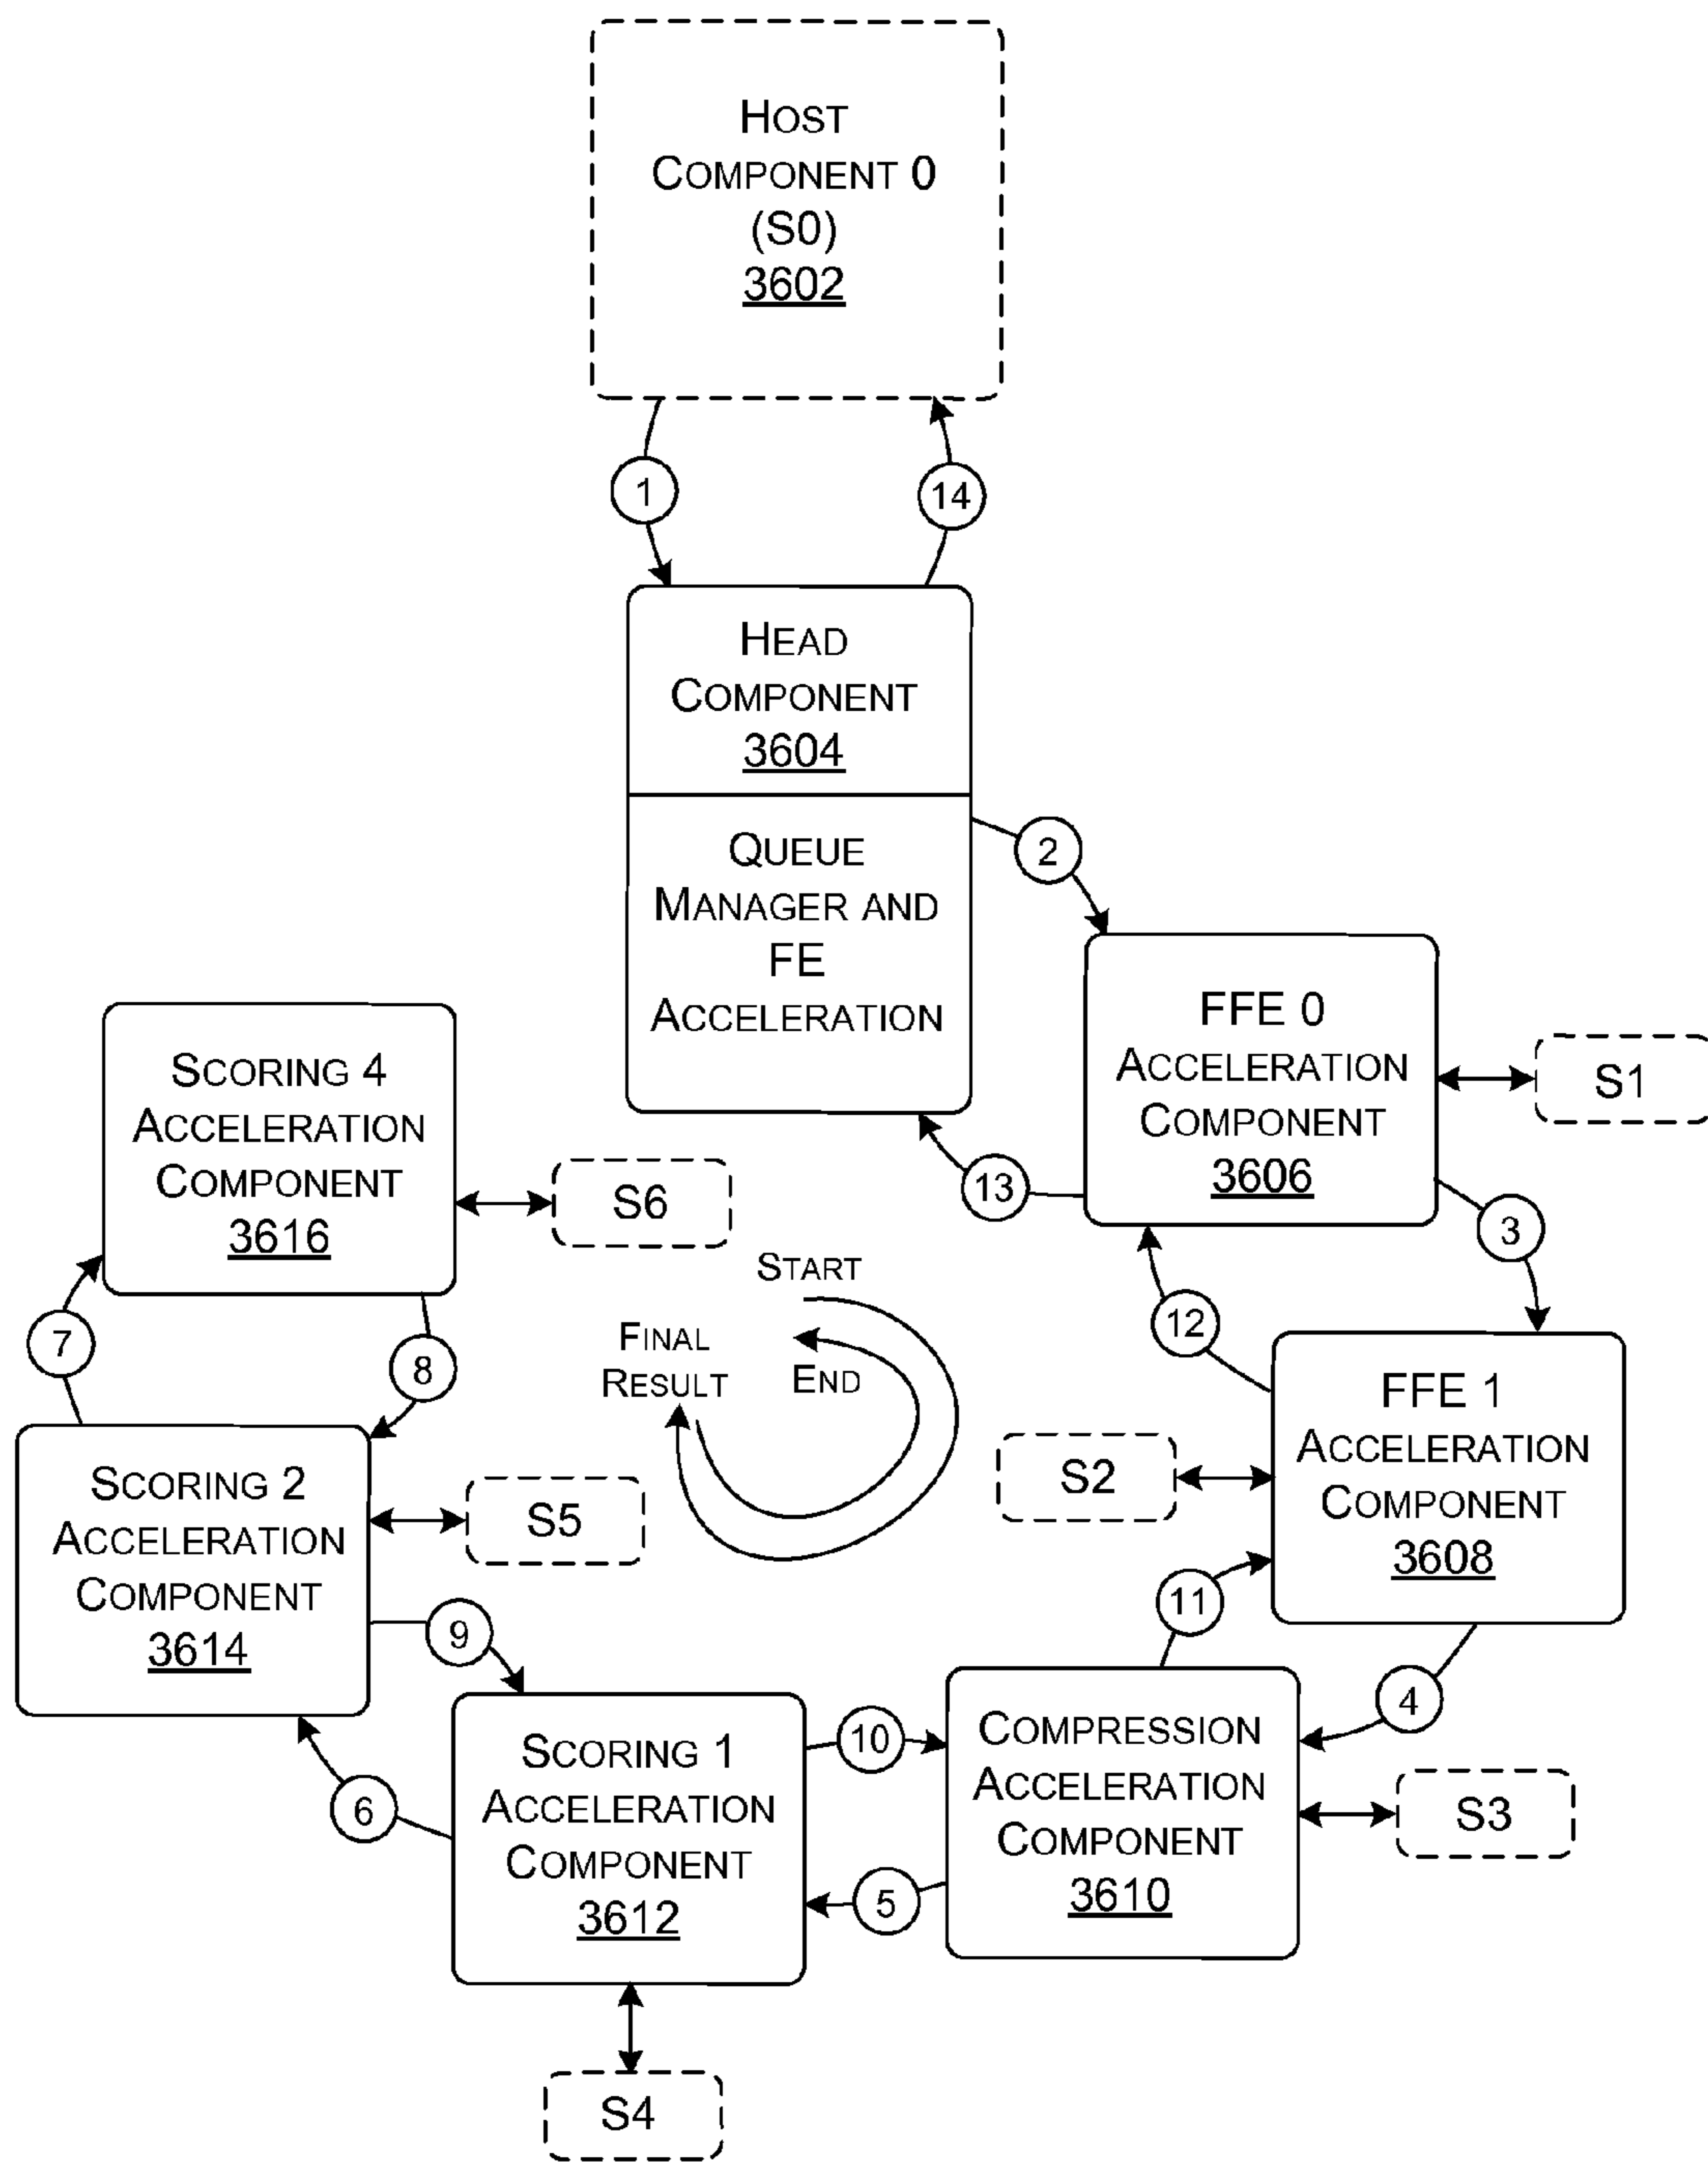 HOST
COMPONENT 0
(S0)
3602
1
14
HEAD
COMPONENT
3604
QUEUE
MANAGER AND
FE
ACCELERATION
2
FFE 0
ACCELERATION
COMPONENT
3606
S1
13
3
SCORING 4
ACCELERATION
COMPONENT
3616
S6
7
8
START
FINAL
RESULT
END
12
FFE 1
ACCELERATION
COMPONENT
3608
S2
SCORING 2
ACCELERATION
COMPONENT
3614
S5
9
11
4
6
SCORING 1
ACCELERATION
COMPONENT
3612
10
5
COMPRESSION
ACCELERATION
COMPONENT
3610
S3
S4